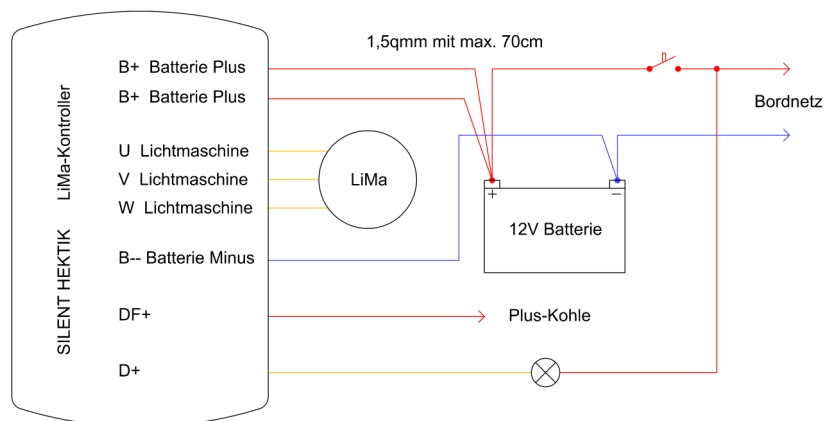 1,5qmm mit max. 70cm
B+ Batterie Plus
B+ Batterie Plus
Bordnetz
LiMa-Kontroller
SILENT HEKTIK
U Lichtmaschine
V Lichtmaschine
W Lichtmaschine
LiMa
+
−
12V Batterie
B-- Batterie Minus
DF+
Plus-Kohle
D+